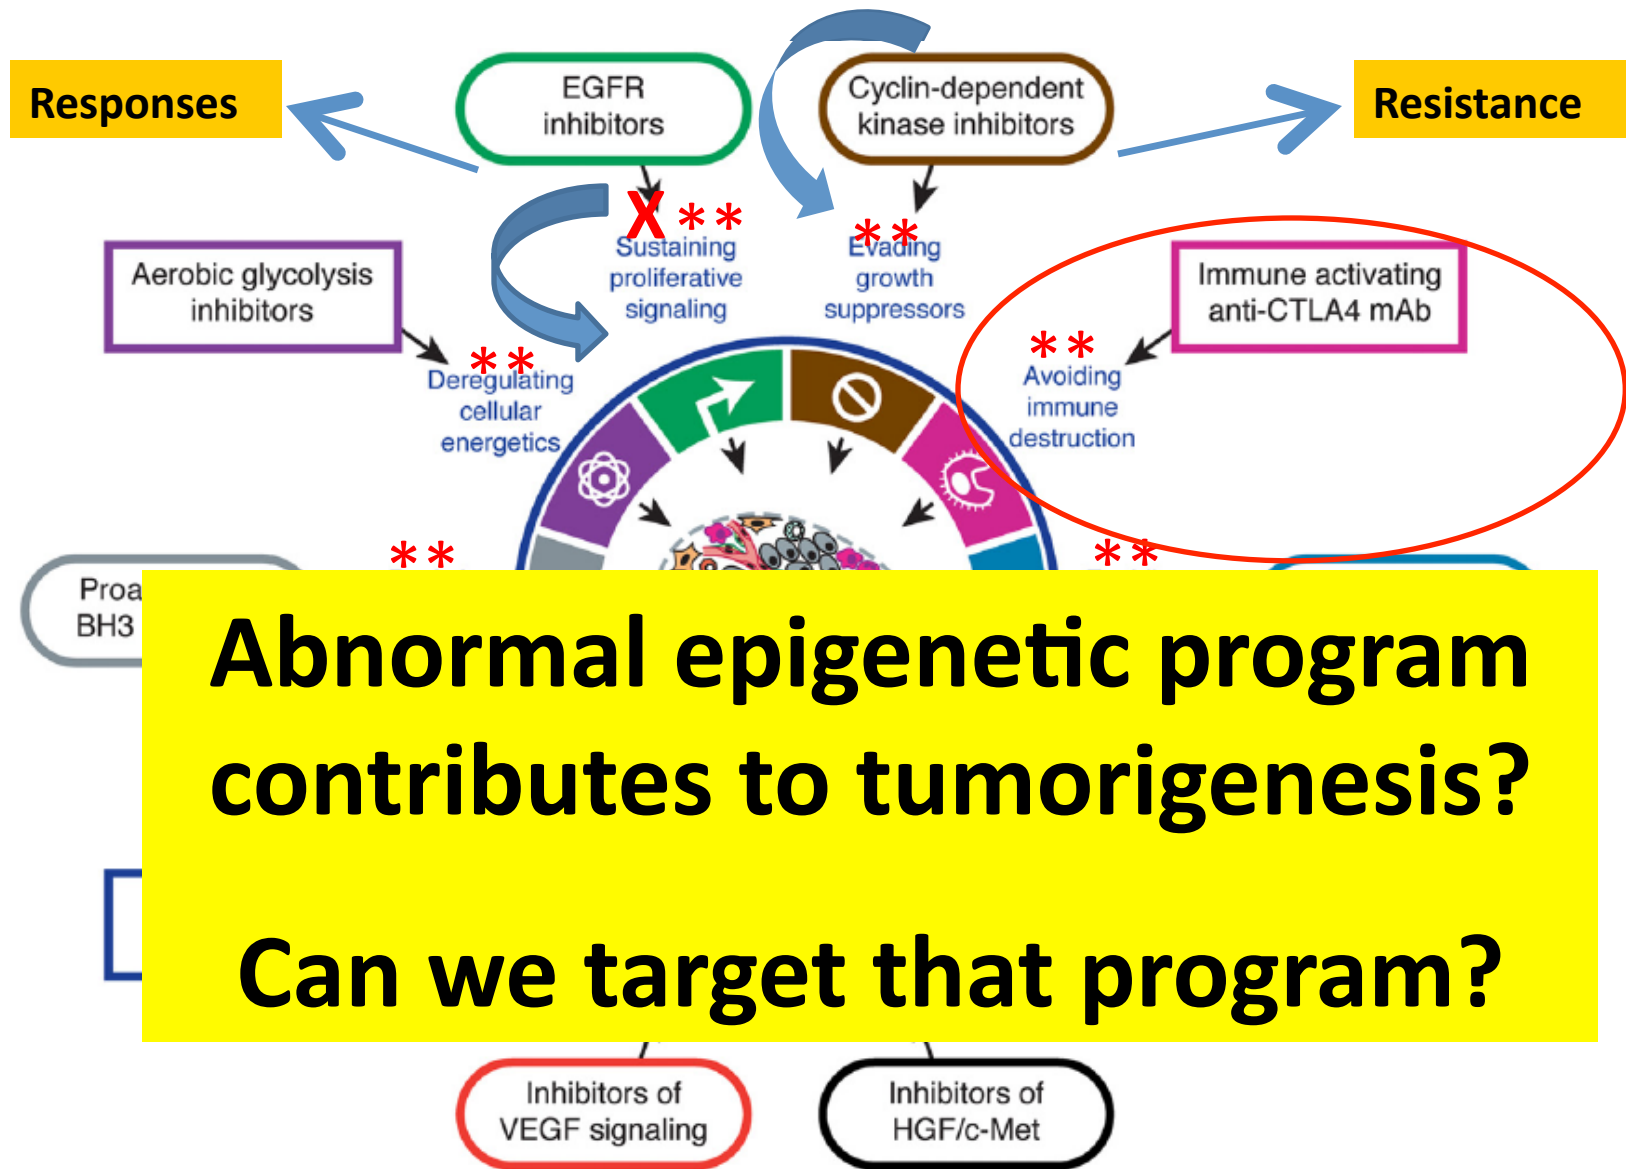 Responses
EGFR
inhibitors
Cyclin-dependent
kinase inhibitors
Resistance
X **
Sustaining
proliferative
signaling
**
Evading
growth
suppressors
Aerobic glycolysis
inhibitors
Immune activating
anti-CTLA4 mAb
**
Deregulating
cellular
energetics
**
Avoiding
immune
destruction
**
**
Proa
BH3
Abnormal epigenetic program
contributes to tumorigenesis?
Can we target that program?
Inhibitors of
VEGF signaling
Inhibitors of
HGF/c-Met